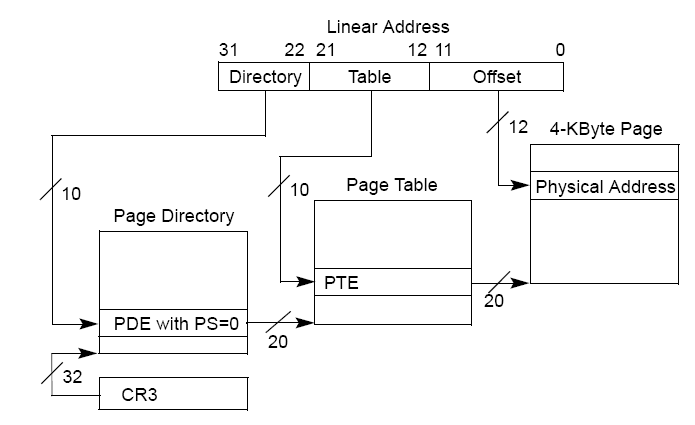 Linear Address
31 22 21 12 11 0
Directory Table Offset
12
4-KByte Page
10
10
Page Table
Physical Address
Page Directory
PTE
20
PDE with PS=0
20
32
CR3